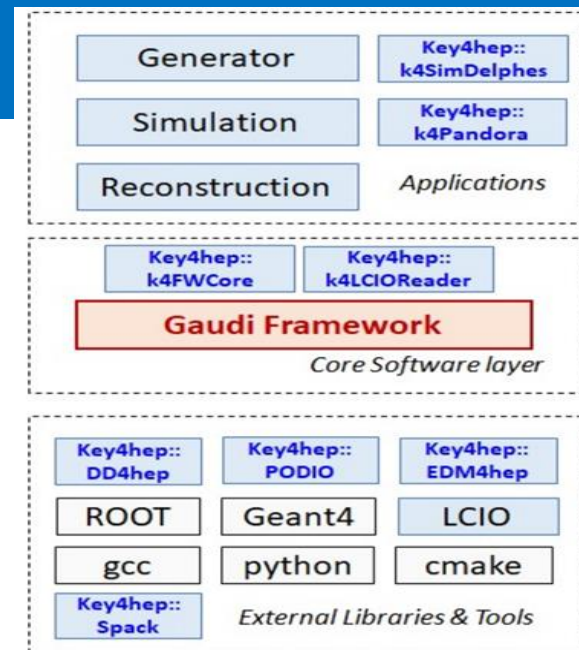 Generator
Key4hep::
k4SimDelphes
Simulation
Key4hep::
k4Pandora
Reconstruction
Applications
Key4hep::
k4FWCore
Key4hep::
k4LCIOReader
Gaudi Framework
Core Software layer
Key4hep::
DD4hep
Key4hep::
PODIO
Key4hep::
EDM4hep
ROOT
Geant4
LCIO
gcc
python
cmake
Key4hep::
Spack
External Libraries & Tools